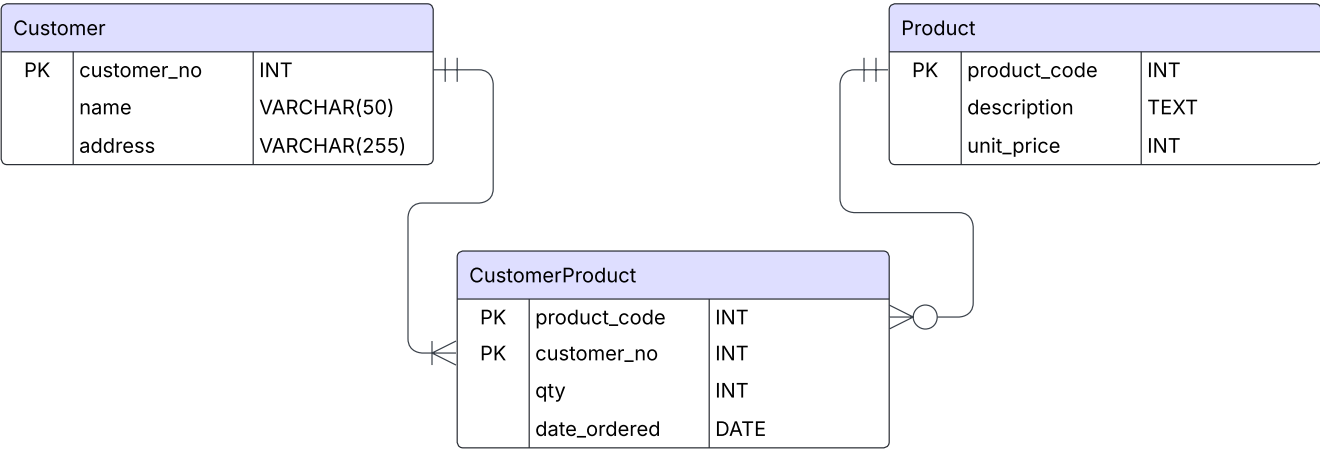 Customer
PK customer_no INT
name VARCHAR(50)
address VARCHAR(255)
Product
PK product_code INT
description TEXT
unit_price INT
CustomerProduct
PK product_code INT
PK customer_no INT
qty INT
date_ordered DATE